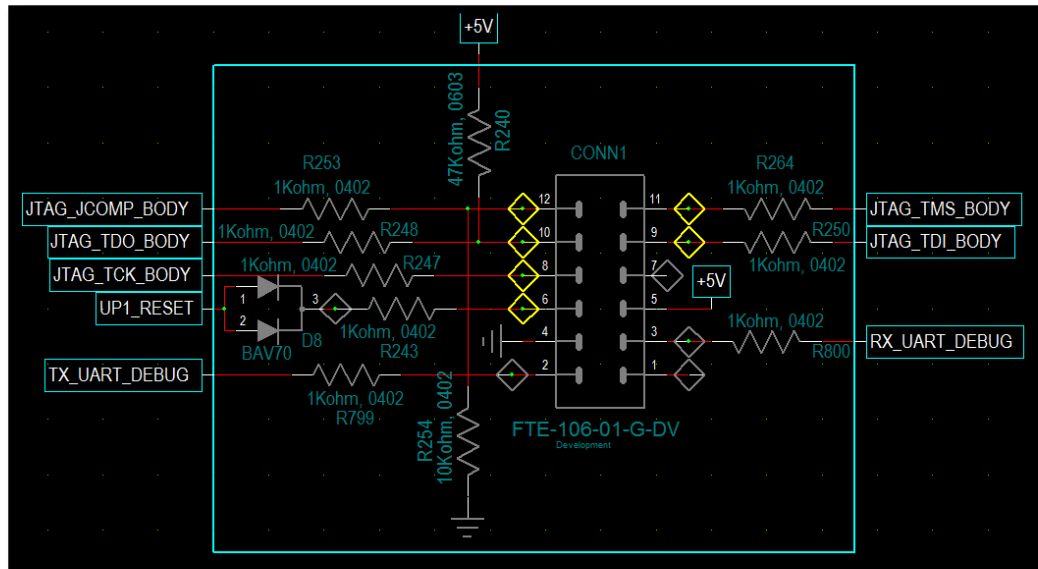 +5V
47Kohm, 0603
R240
CONN1
R253
1Kohm, 0402
R264
1Kohm, 0402
JTAG_JCOMP_BODY
12
11
JTAG_TMS_BODY
1Kohm, 0402
R248
R250
JTAG_TDO_BODY
10
9
JTAG_TDI_BODY
1Kohm, 0402
R247
1Kohm, 0402
JTAG_TCK_BODY
8
7
+5V
1
3
6
5
UP1_RESET
2
D8
1Kohm, 0402
4
3
1Kohm, 0402
RX_UART_DEBUG
BAV70
R243
R800
TX_UART_DEBUG
2
1
1Kohm, 0402
R799
R254
10Kohm, 0402
FTE-106-01-G-DV
Development